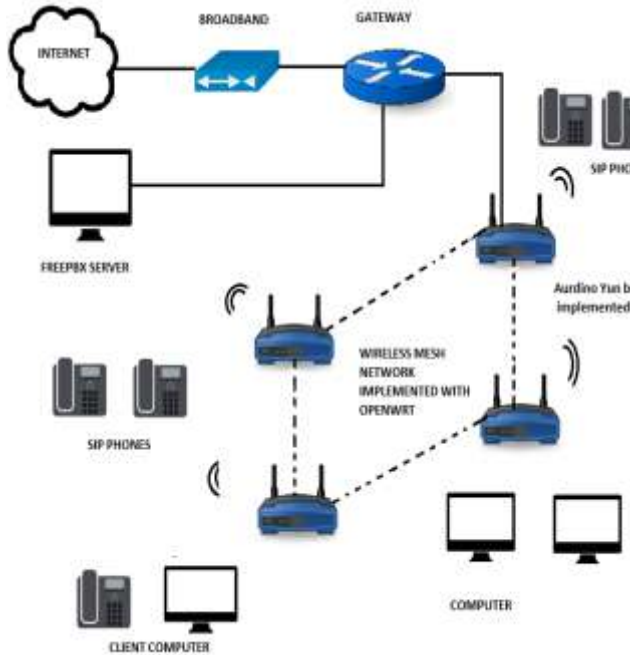 BROADBAND
GATEWAY
INTERNET
SIP PHO
FREEPBX SERVER
Aurdino Yun b
implemented
WIRELESS MESH
NETWORK
IMPLEMENTED WITH
OPENWRT
SIP PHONES
COMPUTER
CLIENT COMPUTER